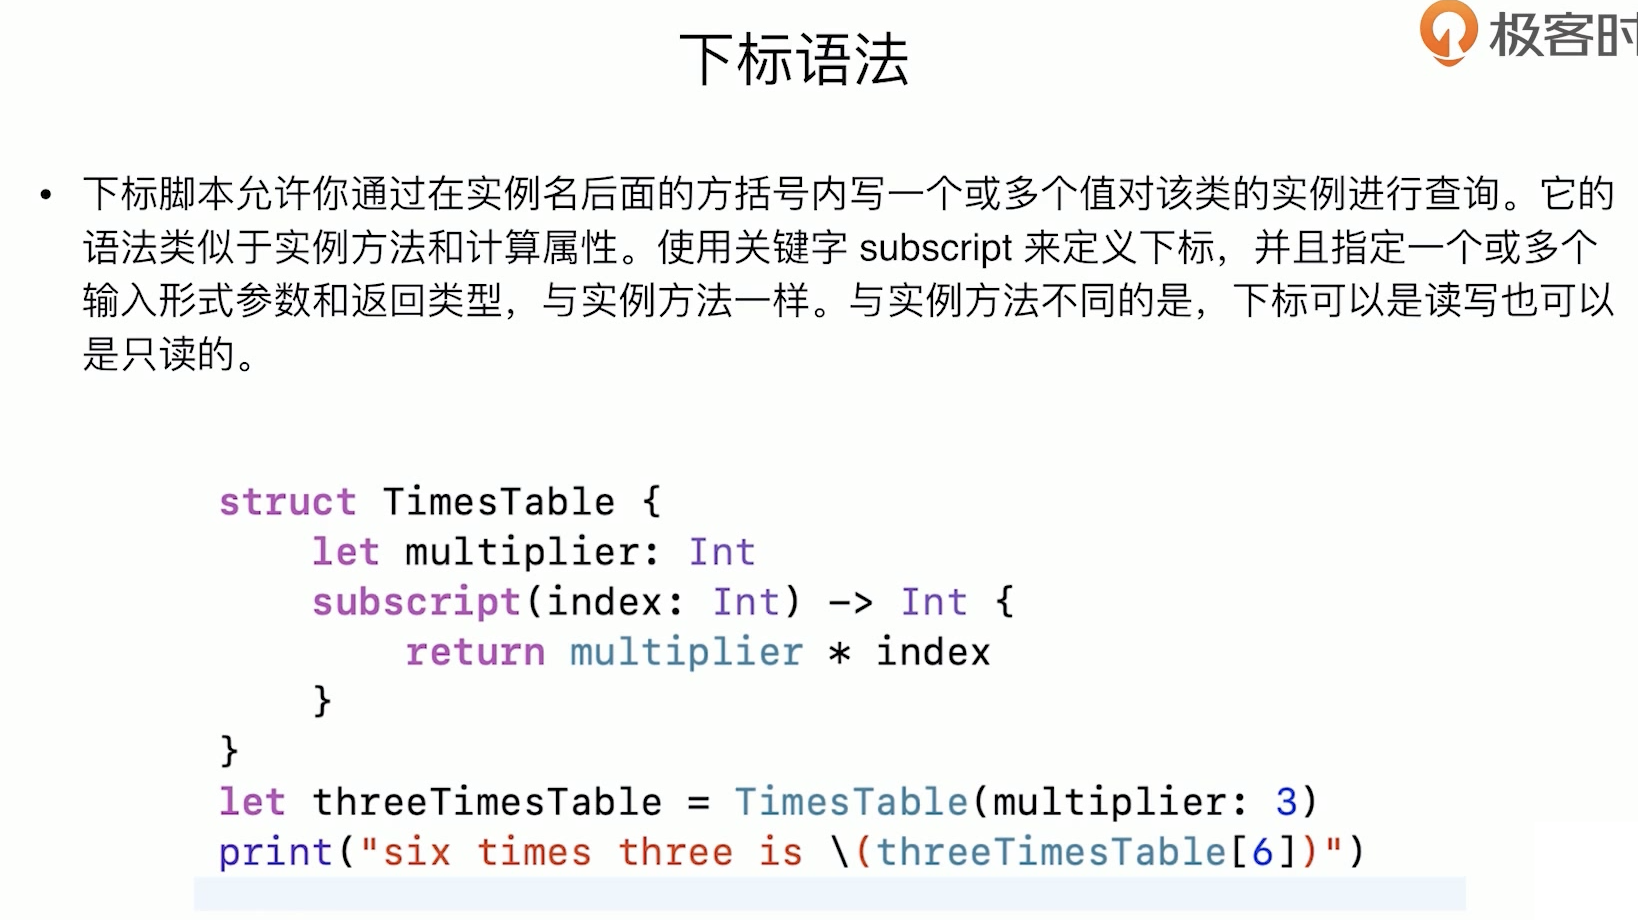 极客时
下标语法
• 下标脚本允许你通过在实例名后面的方括号内写一个或多个值对该类的实例进行查询。它的
语法类似于实例方法和计算属性。使用关键字 subscript 来定义下标，并且指定一个或多个
输入形式参数和返回类型，与实例方法一样。与实例方法不同的是，下标可以是读写也可以
是只读的。
struct TimesTable {
    let multiplier: Int
    subscript(index: Int) -> Int {
        return multiplier * index
    }
}
let threeTimesTable = TimesTable(multiplier: 3)
print("six times three is \(threeTimesTable[6])")